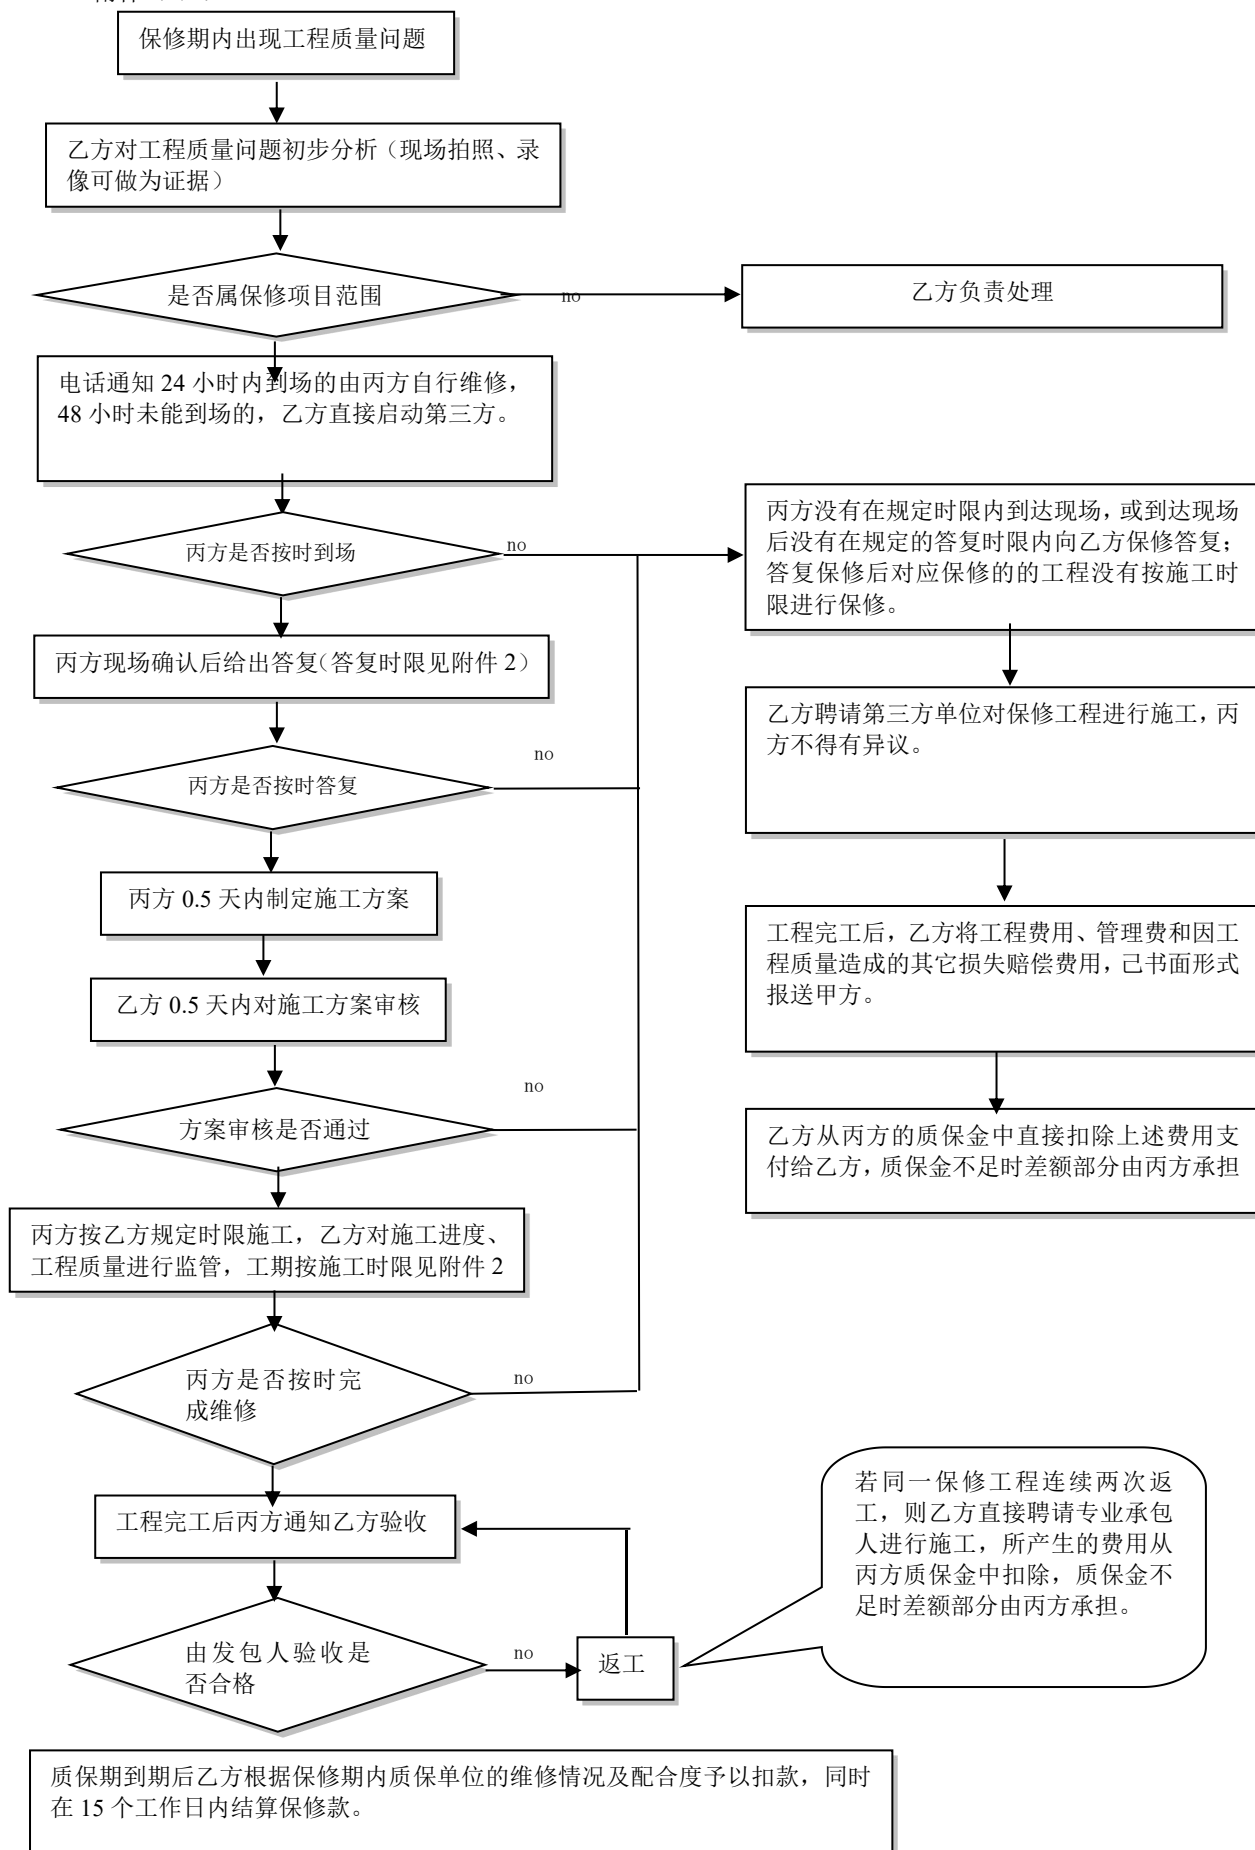 保修期内出现工程质量问题
乙方对工程质量问题初步分析（现场拍照、录
像可做为证据）
是否属保修项目范围
no
乙方负责处理
电话通知 24 小时内到场的由丙方自行维修，
48 小时未能到场的，乙方直接启动第三方。
丙方是否按时到场
no
丙方没有在规定时限内到达现场，或到达现场
后没有在规定的答复时限内向乙方保修答复；
答复保修后对应保修的的工程没有按施工时
限进行保修。
丙方现场确认后给出答复（答复时限见附件 2）
乙方聘请第三方单位对保修工程进行施工，丙
方不得有异议。
丙方是否按时答复
no
丙方 0.5 天内制定施工方案
工程完工后，乙方将工程费用、管理费和因工
程质量造成的其它损失赔偿费用，己书面形式
报送甲方。
乙方 0.5 天内对施工方案审核
方案审核是否通过
no
乙方从丙方的质保金中直接扣除上述费用支
付给乙方，质保金不足时差额部分由丙方承担
丙方按乙方规定时限施工，乙方对施工进度、
工程质量进行监管，工期按施工时限见附件 2
丙方是否按时完
成维修
no
工程完工后丙方通知乙方验收
若同一保修工程连续两次返
工，则乙方直接聘请专业承包
人进行施工，所产生的费用从
丙方质保金中扣除，质保金不
足时差额部分由丙方承担。
由发包人验收是
否合格
no
返工
质保期到期后乙方根据保修期内质保单位的维修情况及配合度予以扣款，同时
在 15 个工作日内结算保修款。